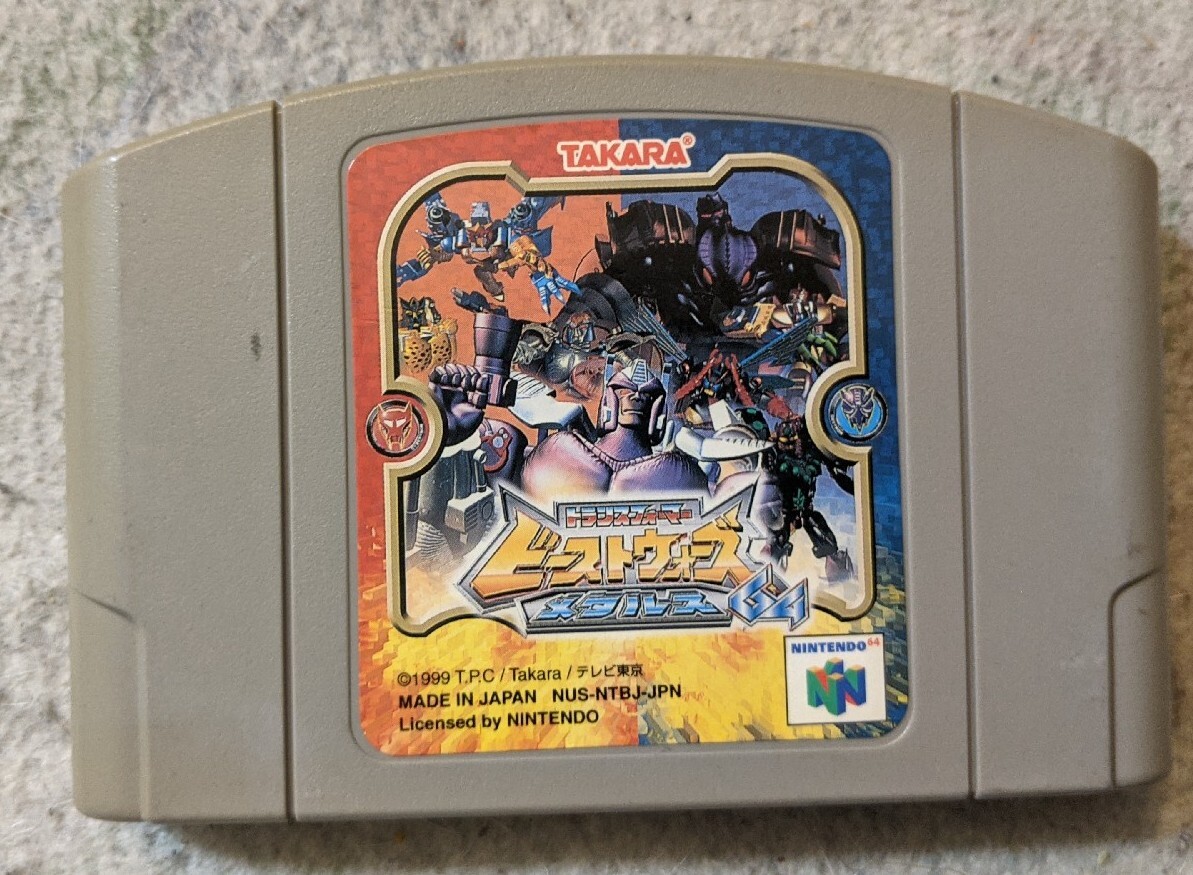 TAKARA®
トランスフォーマー
ビーストウォーズ
メタルス 64
NINTENDO 64
©1999 T.P.C / Takara / テレビ東京
MADE IN JAPAN NUS-NTBJ-JPN
Licensed by NINTENDO